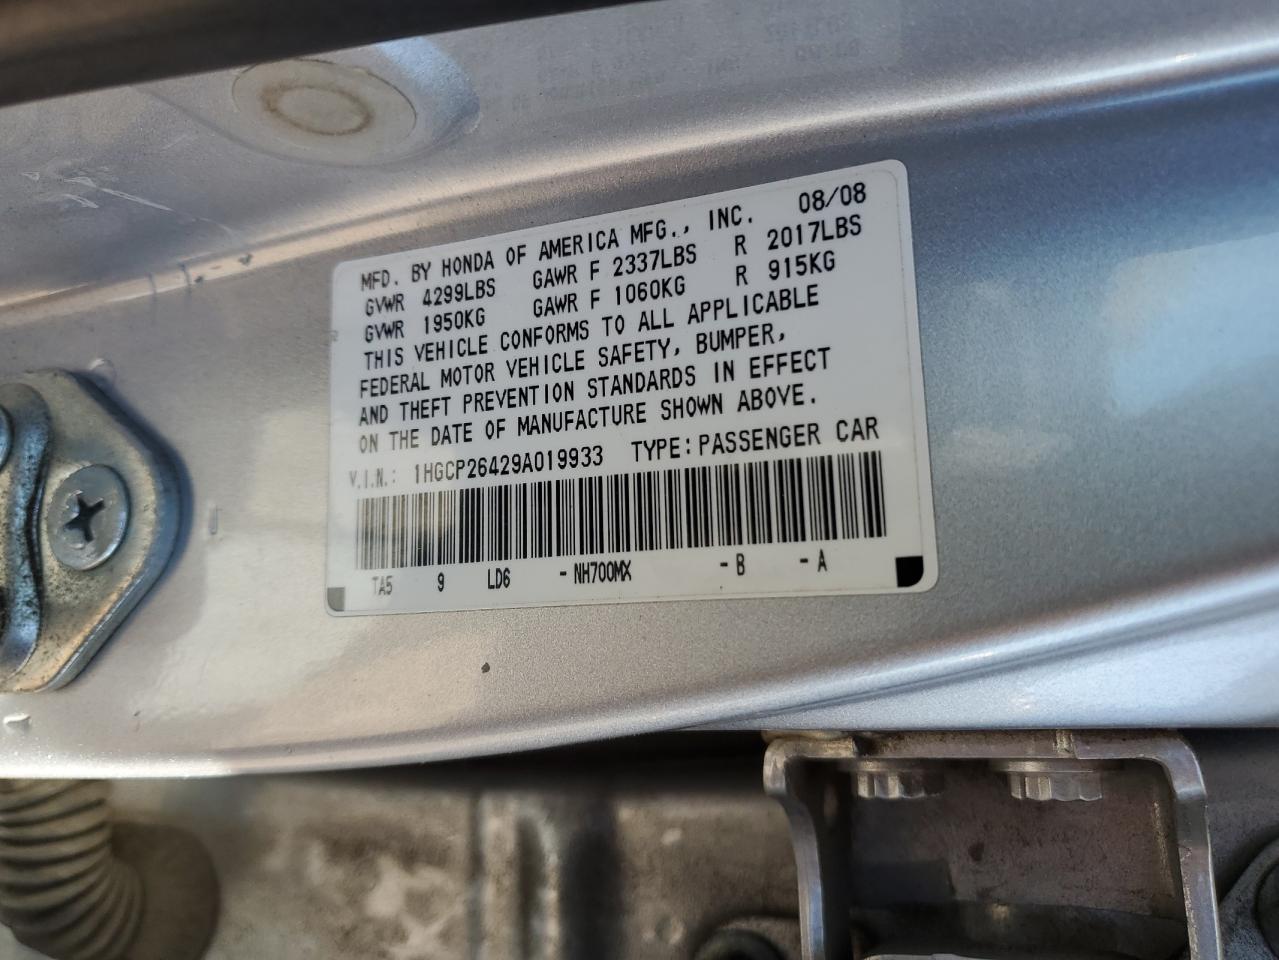 MFD. BY HONDA OF AMERICA MFG., INC. 08/08
GVWR 4299LBS GAWR F 2337LBS R 2017LBS
GVWR 1950KG GAWR F 1060KG R 915KG
THIS VEHICLE CONFORMS TO ALL APPLICABLE
FEDERAL MOTOR VEHICLE SAFETY, BUMPER,
AND THEFT PREVENTION STANDARDS IN EFFECT
ON THE DATE OF MANUFACTURE SHOWN ABOVE.
V.I.N.: 1HGCP26429A019933 TYPE:PASSENGER CAR
TA5 9 LD6 -NH700MX -B -A